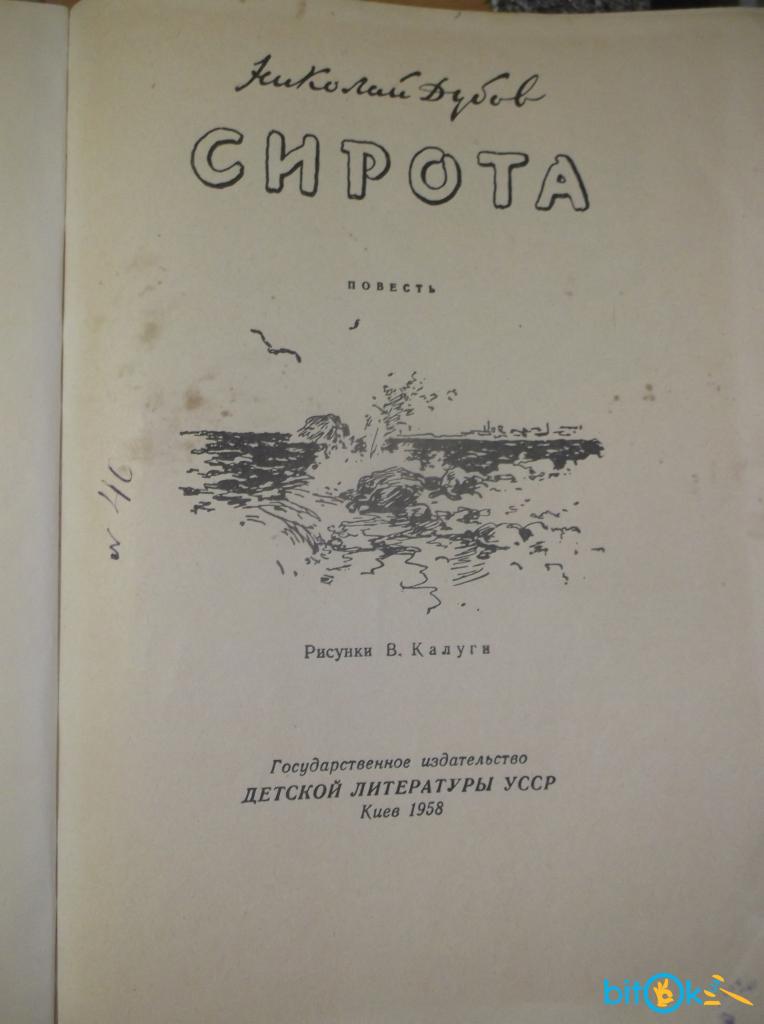 Николай Дубов
СИРОТА
ПОВЕСТЬ
Рисунки В. Калуги
Государственное издательство
ДЕТСКОЙ ЛИТЕРАТУРЫ УССР
Киев 1958
bitOk